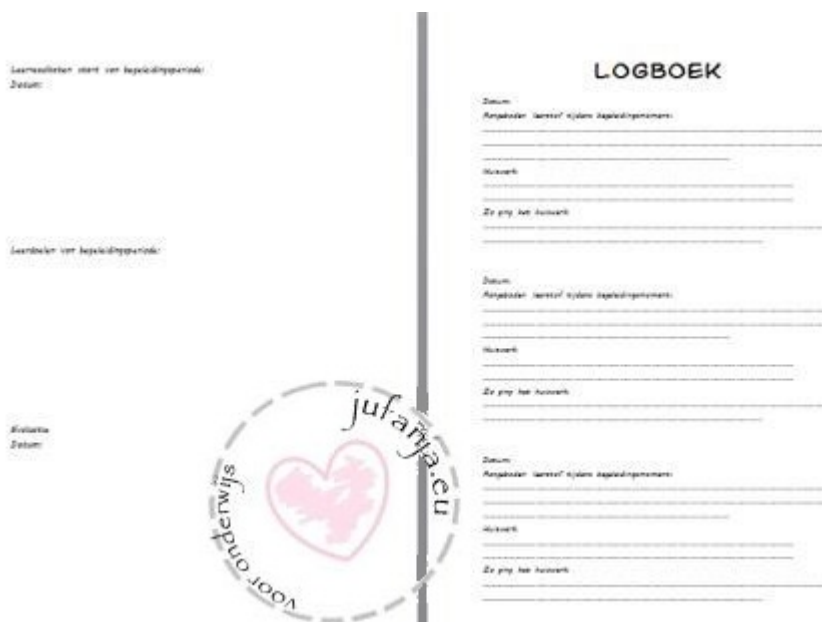 Leerresultaten start van begeleidingsperiode:
Datum:
Leerdoelen van begeleidingsperiode:
Evaluatie
Datum:
jufanja.eu
voor onderwijs
LOGBOEK
Datum:
Aangeboden leerstof tijdens begeleidingsmoment:
Huiswerk
Zo ging het huiswerk
Datum:
Aangeboden leerstof tijdens begeleidingsmoment:
Huiswerk
Zo ging het huiswerk
Datum:
Aangeboden leerstof tijdens begeleidingsmoment:
Huiswerk
Zo ging het huiswerk